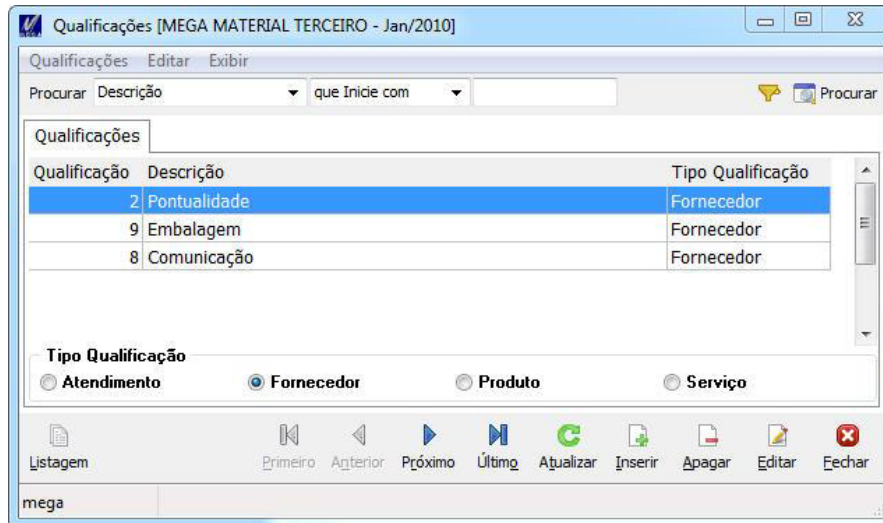 Qualificações [MEGA MATERIAL TERCEIRO - Jan/2010]
Qualificações Editar Exibir
Procurar Descrição que Inicie com Procurar
Qualificações
Qualificação Descrição Tipo Qualificação
2 Pontualidade Fornecedor
9 Embalagem Fornecedor
8 Comunicação Fornecedor
Tipo Qualificação
Atendimento Fornecedor Produto Serviço
Listagem Primeiro Anterior Próximo Último Atualizar Inserir Apagar Editar Fechar
mega